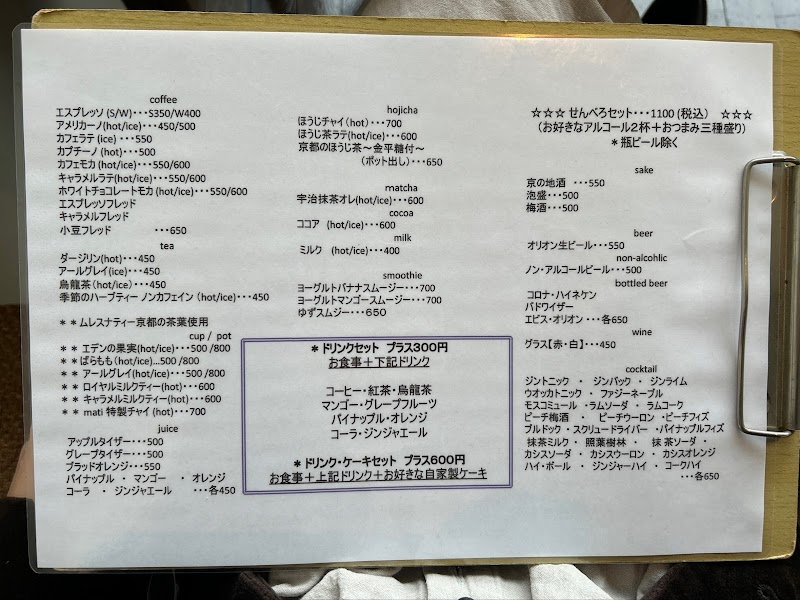 coffee
エスプレッソ (S/W)・・・S350/W400
アメリカーノ(hot/ice)・・・450/500
カフェラテ (ice)・・・550
カプチーノ (hot)・・・500
カフェモカ(hot/ice)・・・550/600
キャラメルラテ(hot/ice)・・・550/600
ホワイトチョコレートモカ (hot/ice)・・・550/600
エスプレッソフレッド
キャラメルフレッド
小豆フレッド ・・・650
tea
ダージリン(hot)・・・450
アールグレイ(ice)・・・450
烏龍茶(hot/ice)・・・450
季節のハーブティー ノンカフェイン (hot/ice)・・・450
＊＊ムレスナティー京都の茶葉使用
cup / pot
＊＊ エデンの果実(hot/ice)・・・500 /800
＊＊ばらもも(hot/ice)...500 /800
＊＊ アールグレイ(hot/ice)・・・500 /800
＊＊ ロイヤルミルクティー(hot)・・・600
＊＊ キャラメルミルクティー(hot)・・・600
＊＊ mati 特製チャイ (hot)・・・700
juice
アップルタイザー・・・500
グレープタイザー・・・500
ブラッドオレンジ・・・550
パイナップル ・ マンゴー ・ オレンジ
コーラ ・ ジンジャエール ・・・各450
hojicha
ほうじチャイ(hot)・・・700
ほうじ茶ラテ(hot/ice)・・・600
京都のほうじ茶～金平糖付～
(ポット出し)・・・650
matcha
宇治抹茶オレ(hot/ice)・・・600
cocoa
ココア (hot/ice)・・・600
milk
ミルク (hot/ice)・・・400
smoothie
ヨーグルトバナナスムージー・・・700
ヨーグルトマンゴースムージー・・・700
ゆずスムジー・・・650
＊ドリンクセット プラス300円
お食事＋下記ドリンク
コーヒー・紅茶・烏龍茶
マンゴー・グレープフルーツ
パイナップル・オレンジ
コーラ・ジンジャエール
＊ドリンク・ケーキセット プラス600円
お食事＋上記ドリンク＋お好きな自家製ケーキ
☆☆☆ せんべろセット・・・1100 (税込) ☆☆☆
(お好きなアルコール２杯＋おつまみ三種盛り)
＊瓶ビール除く
sake
京の地酒 ・・・550
泡盛・・・500
梅酒・・・500
beer
オリオン生ビール・・・550
non-alcohlic
ノン・アルコールビール・・・500
bottled beer
コロナ・ハイネケン
バドワイザー
エビス・オリオン ・・・各650
wine
グラス【赤・白】・・・450
cocktail
ジントニック ・ ジンバック ・ ジンライム
ウオッカトニック ・ ファジーネーブル
モスコミュール ・ラムソーダ ・ ラムコーク
ピーチ梅酒 ・ ピーチウーロン ・ピーチフィズ
ブルドック・スクリュードライバー ・パイナップルフィズ
抹茶ミルク ・ 照葉樹林 ・ 抹茶ソーダ ・
カシスソーダ ・ カシスウーロン ・ カシスオレンジ
ハイ・ボール ・ ジンジャーハイ ・ コークハイ
・・・各650